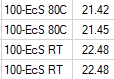 100-EcS 80C 21.42
100-EcS 80C 21.45
100-EcS RT 22.48
100-EcS RT 22.48